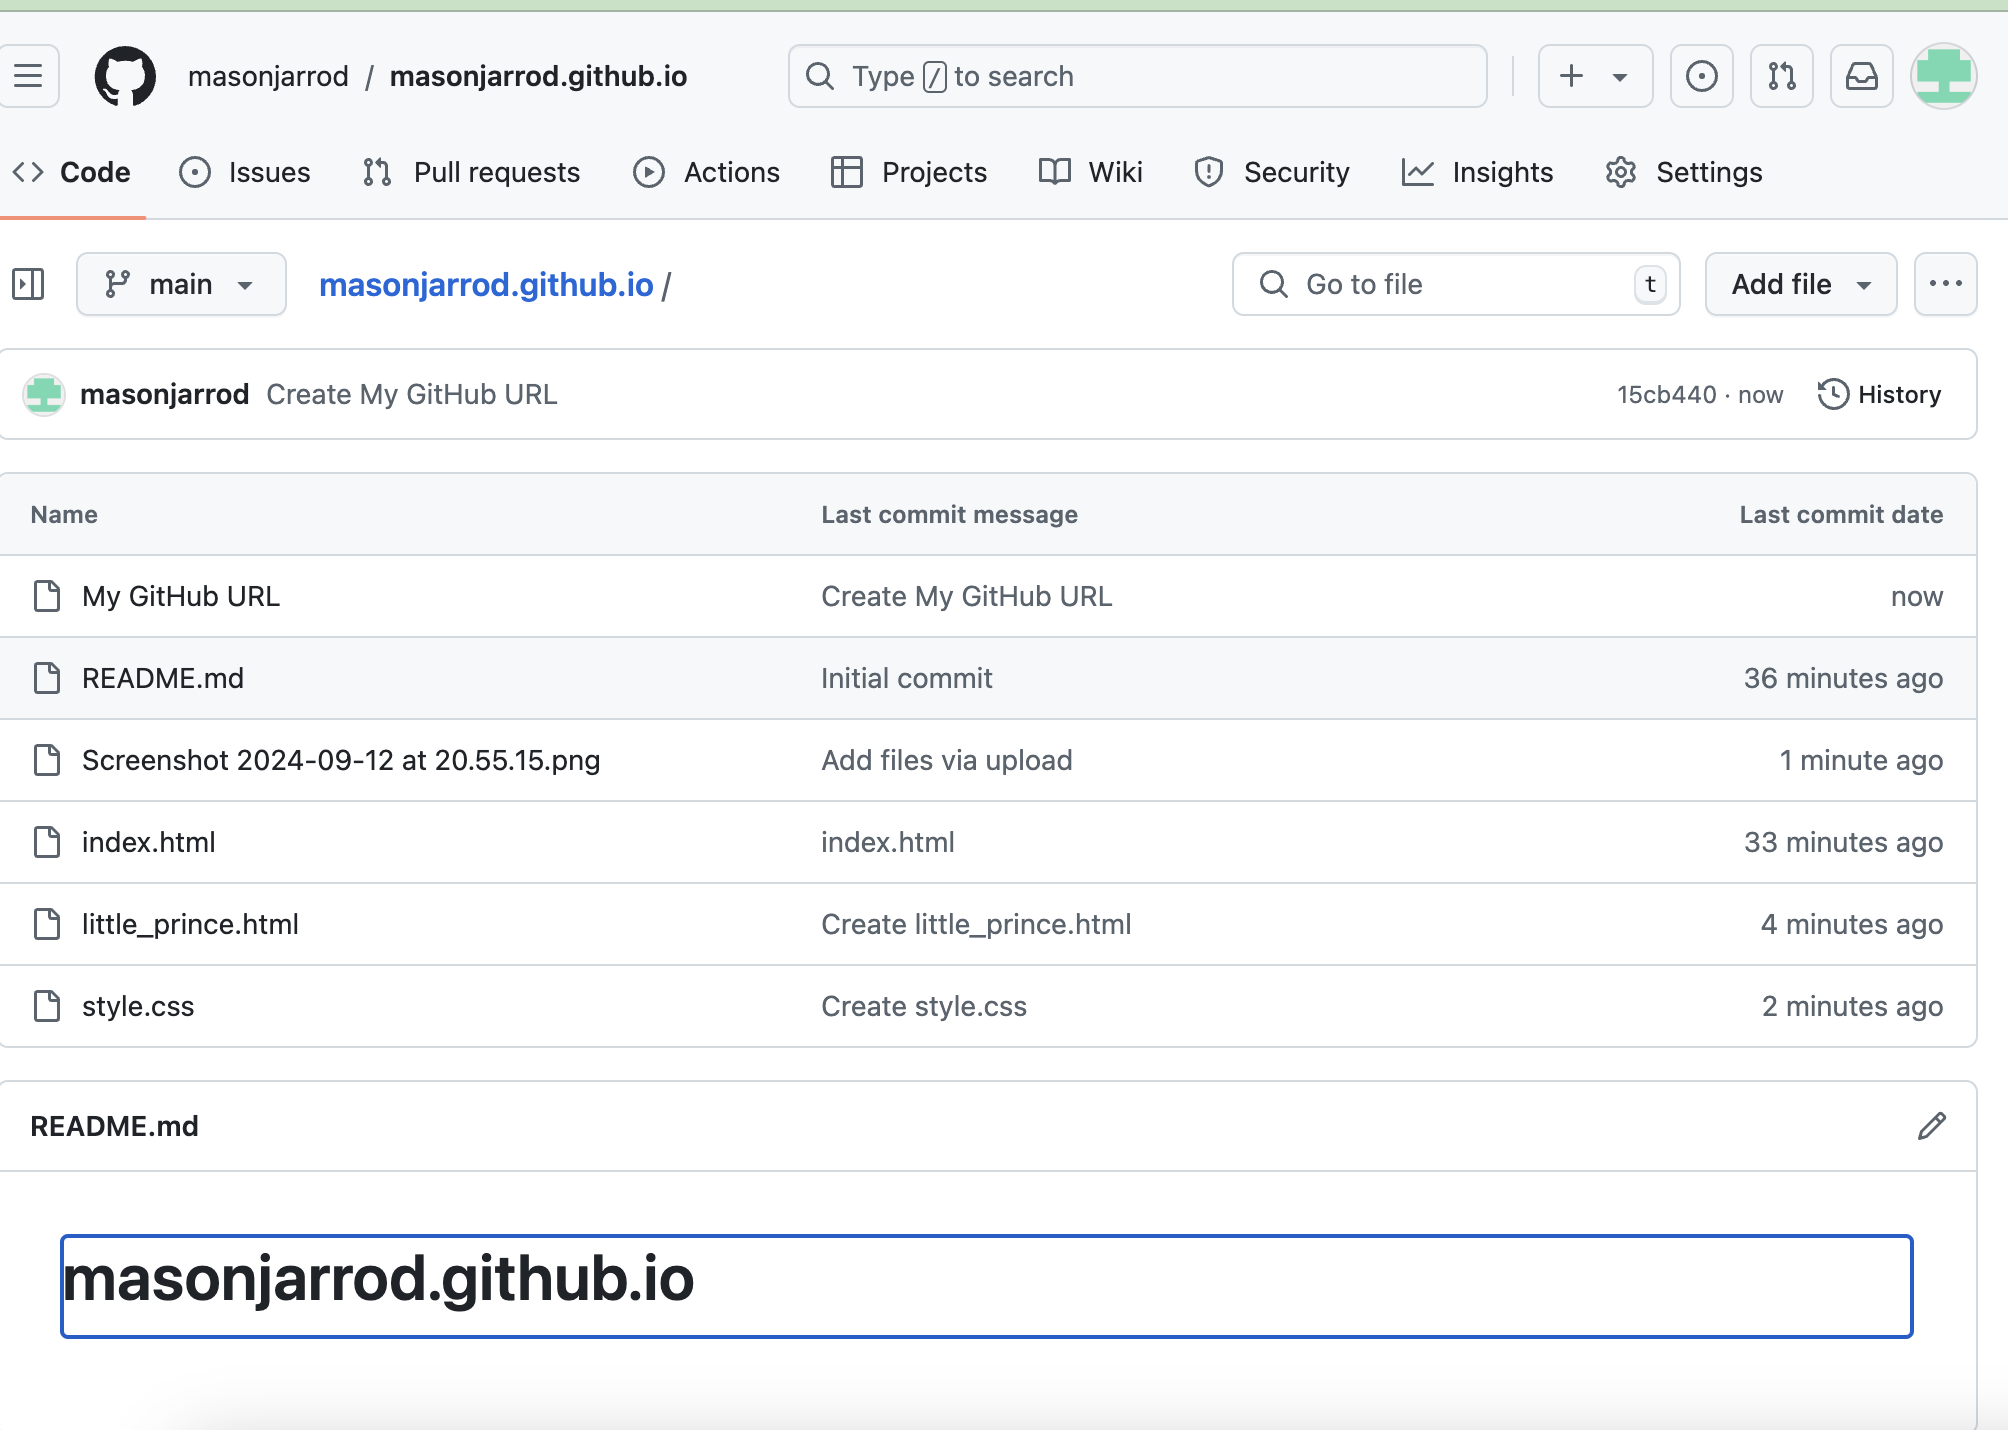 masonjarrod / masonjarrod.github.io
Type / to search
Code Issues Pull requests Actions Projects Wiki Security Insights Settings
main masonjarrod.github.io / Go to file t Add file
masonjarrod Create My GitHub URL 15cb440 · now History
Name Last commit message Last commit date
My GitHub URL Create My GitHub URL now
README.md Initial commit 36 minutes ago
Screenshot 2024-09-12 at 20.55.15.png Add files via upload 1 minute ago
index.html index.html 33 minutes ago
little_prince.html Create little_prince.html 4 minutes ago
style.css Create style.css 2 minutes ago
README.md
masonjarrod.github.io